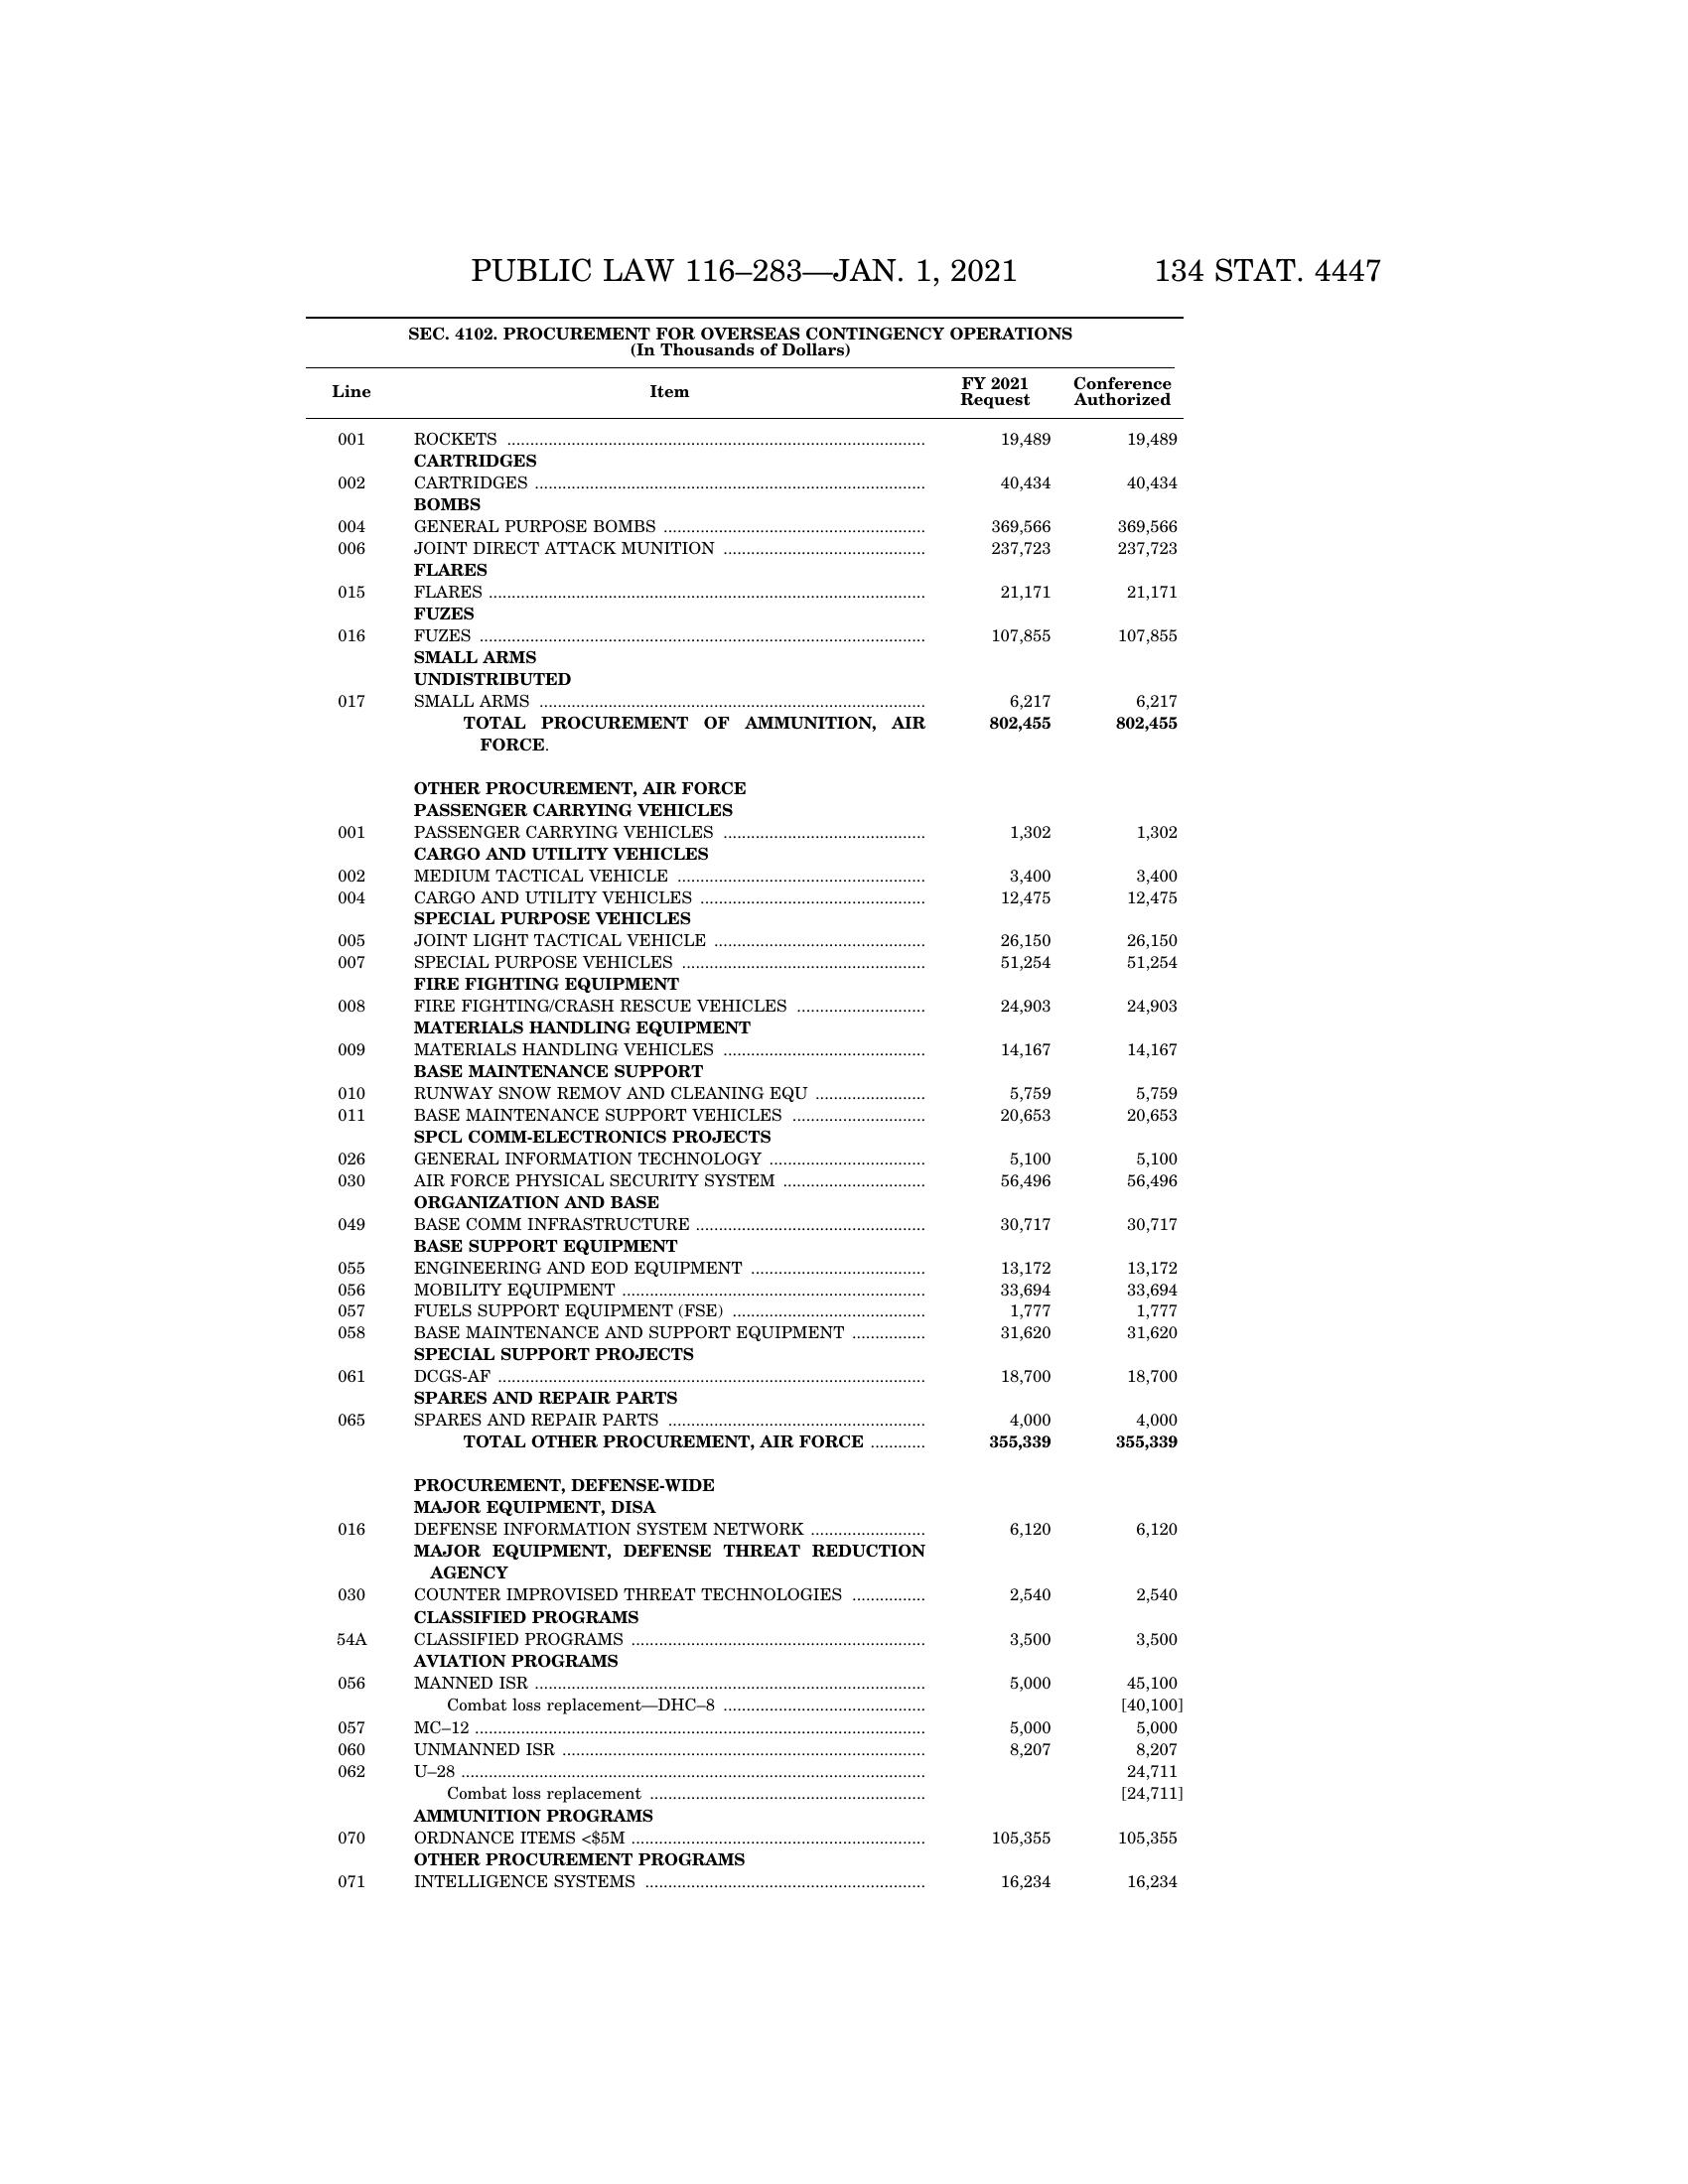 PUBLIC LAW 116–283—JAN. 1, 2021 134 STAT. 4447
SEC. 4102. PROCUREMENT FOR OVERSEAS CONTINGENCY OPERATIONS
(In Thousands of Dollars)
Line Item FY 2021 Request Conference Authorized
001 ROCKETS 19,489 19,489
CARTRIDGES
002 CARTRIDGES 40,434 40,434
BOMBS
004 GENERAL PURPOSE BOMBS 369,566 369,566
006 JOINT DIRECT ATTACK MUNITION 237,723 237,723
FLARES
015 FLARES 21,171 21,171
FUZES
016 FUZES 107,855 107,855
SMALL ARMS
UNDISTRIBUTED
017 SMALL ARMS 6,217 6,217
TOTAL PROCUREMENT OF AMMUNITION, AIR 802,455 802,455
FORCE.
OTHER PROCUREMENT, AIR FORCE
PASSENGER CARRYING VEHICLES
001 PASSENGER CARRYING VEHICLES 1,302 1,302
CARGO AND UTILITY VEHICLES
002 MEDIUM TACTICAL VEHICLE 3,400 3,400
004 CARGO AND UTILITY VEHICLES 12,475 12,475
SPECIAL PURPOSE VEHICLES
005 JOINT LIGHT TACTICAL VEHICLE 26,150 26,150
007 SPECIAL PURPOSE VEHICLES 51,254 51,254
FIRE FIGHTING EQUIPMENT
008 FIRE FIGHTING/CRASH RESCUE VEHICLES 24,903 24,903
MATERIALS HANDLING EQUIPMENT
009 MATERIALS HANDLING VEHICLES 14,167 14,167
BASE MAINTENANCE SUPPORT
010 RUNWAY SNOW REMOV AND CLEANING EQU 5,759 5,759
011 BASE MAINTENANCE SUPPORT VEHICLES 20,653 20,653
SPCL COMM-ELECTRONICS PROJECTS
026 GENERAL INFORMATION TECHNOLOGY 5,100 5,100
030 AIR FORCE PHYSICAL SECURITY SYSTEM 56,496 56,496
ORGANIZATION AND BASE
049 BASE COMM INFRASTRUCTURE 30,717 30,717
BASE SUPPORT EQUIPMENT
055 ENGINEERING AND EOD EQUIPMENT 13,172 13,172
056 MOBILITY EQUIPMENT 33,694 33,694
057 FUELS SUPPORT EQUIPMENT (FSE) 1,777 1,777
058 BASE MAINTENANCE AND SUPPORT EQUIPMENT 31,620 31,620
SPECIAL SUPPORT PROJECTS
061 DCGS-AF 18,700 18,700
SPARES AND REPAIR PARTS
065 SPARES AND REPAIR PARTS 4,000 4,000
TOTAL OTHER PROCUREMENT, AIR FORCE 355,339 355,339
PROCUREMENT, DEFENSE-WIDE
MAJOR EQUIPMENT, DISA
016 DEFENSE INFORMATION SYSTEM NETWORK 6,120 6,120
MAJOR EQUIPMENT, DEFENSE THREAT REDUCTION
AGENCY
030 COUNTER IMPROVISED THREAT TECHNOLOGIES 2,540 2,540
CLASSIFIED PROGRAMS
54A CLASSIFIED PROGRAMS 3,500 3,500
AVIATION PROGRAMS
056 MANNED ISR 5,000 45,100
Combat loss replacement—DHC–8 [40,100]
057 MC–12 5,000 5,000
060 UNMANNED ISR 8,207 8,207
062 U–28 24,711
Combat loss replacement [24,711]
AMMUNITION PROGRAMS
070 ORDNANCE ITEMS <$5M 105,355 105,355
OTHER PROCUREMENT PROGRAMS
071 INTELLIGENCE SYSTEMS 16,234 16,234